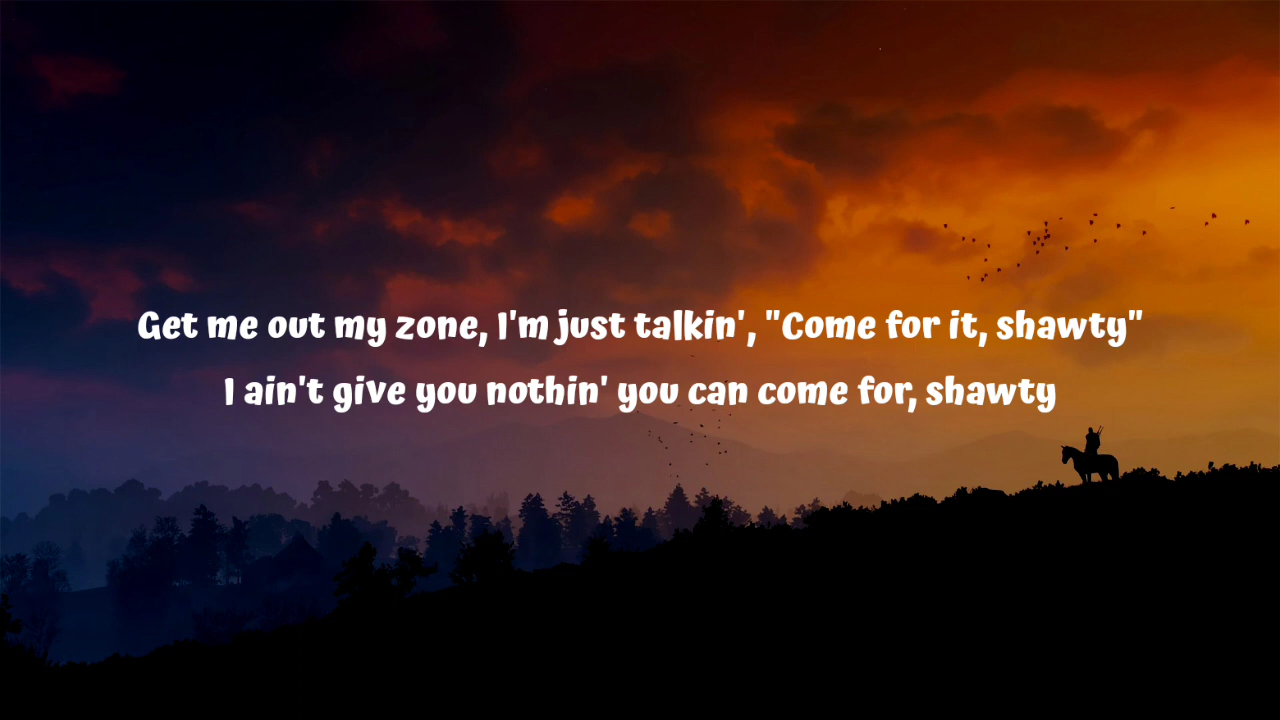 Get me out my zone, I'm just talkin', "Come for it, shawty"
I ain't give you nothin' you can come for, shawty